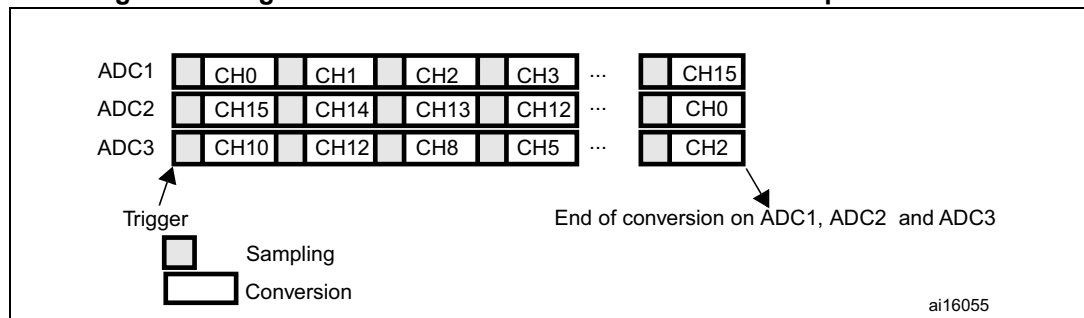 ADC1 CH0 CH1 CH2 CH3 ... CH15
ADC2 CH15 CH14 CH13 CH12 ... CH0
ADC3 CH10 CH12 CH8 CH5 ... CH2
Trigger
End of conversion on ADC1, ADC2 and ADC3
Sampling
Conversion
ai16055